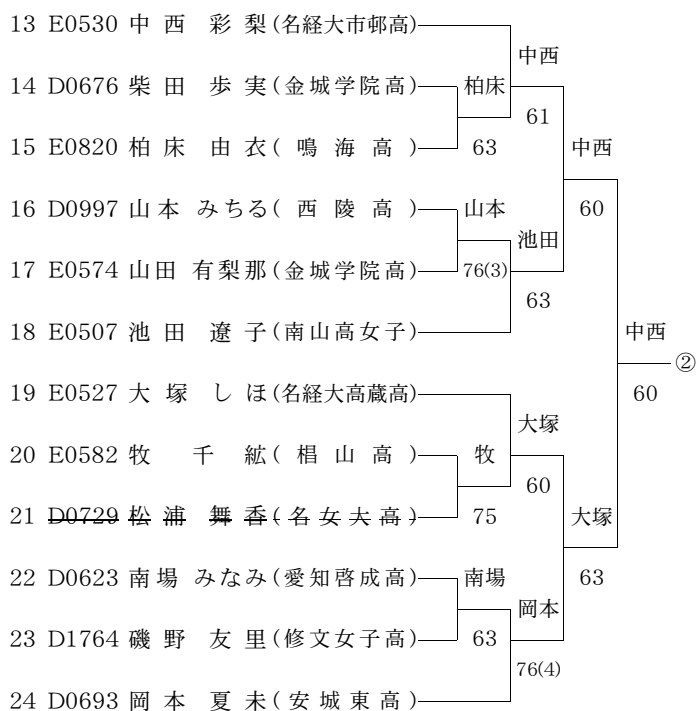 13 E0530 中西 彩梨(名経大市邨高)
中西
14 D0676 柴田 歩実(金城学院高) 柏床
61
15 E0820 柏床 由衣(鳴海高) 63 中西
16 D0997 山本 みちる(西陵高) 山本 60
池田
17 E0574 山田 有梨那(金城学院高) 76(3)
63
18 E0507 池田 遼子(南山高女子) 中西
②
19 E0527 大塚 しほ(名経大高蔵高) 60
大塚
20 E0582 牧 千紘(椙山高) 牧
60
21 D0729 松浦 舞香(名女大高) 75 大塚
22 D0623 南場 みなみ(愛知啓成高) 南場 63
岡本
23 D1764 磯野 友里(修文女子高) 63
76(4)
24 D0693 岡本 夏未(安城東高)